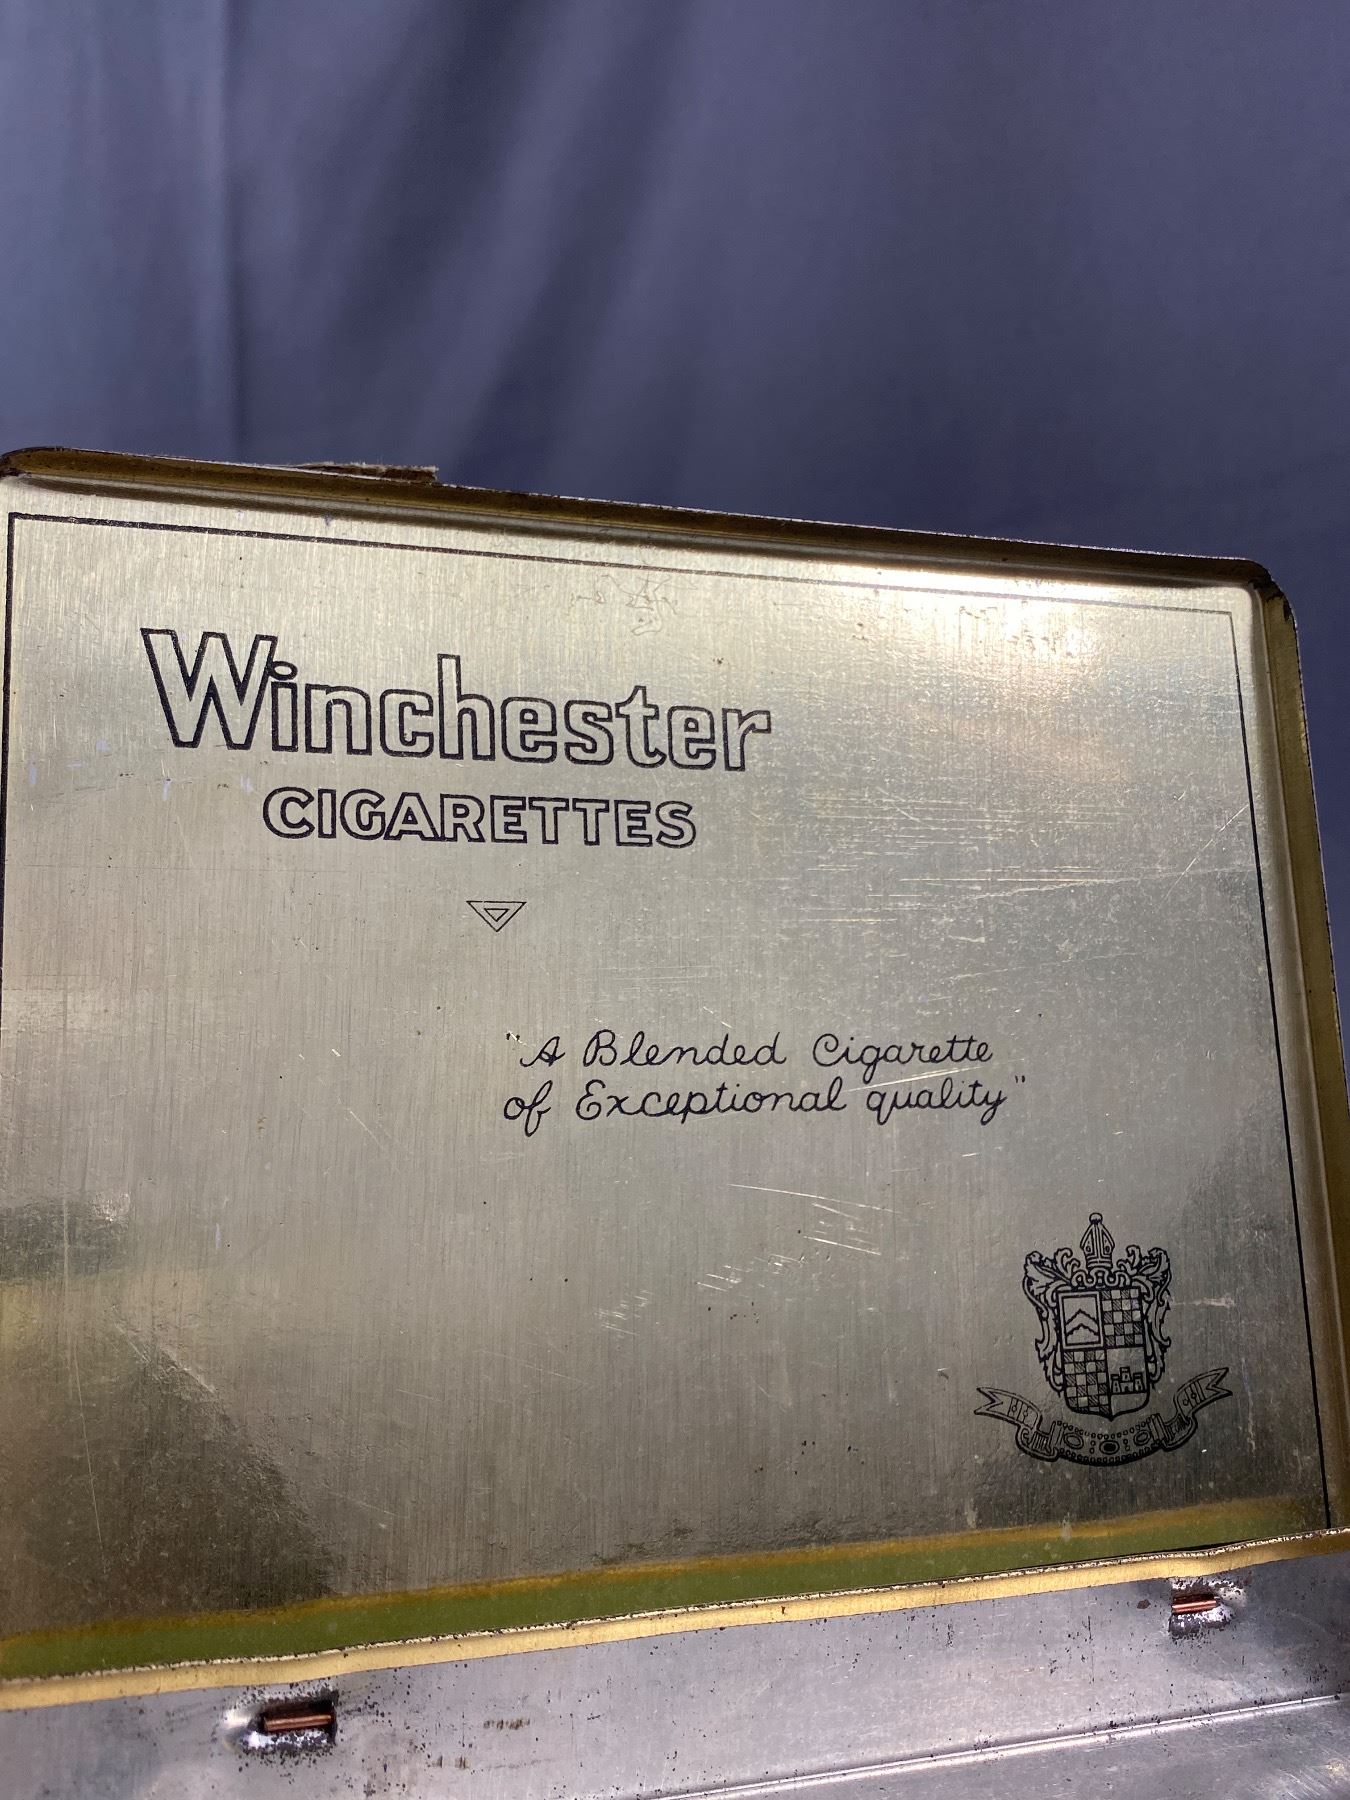 Winchester
CIGARETTES
"A Blended Cigarette
of Exceptional quality"